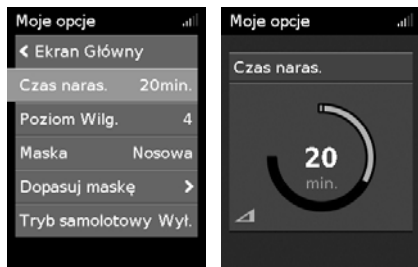 Moje opcje
Ekran Główny
Czas naras. 20min.
Poziom Wilg. 4
Maska Nosowa
Dopasuj maskę
Tryb samolotowy Wył.
Moje opcje
Czas naras.
20
min.